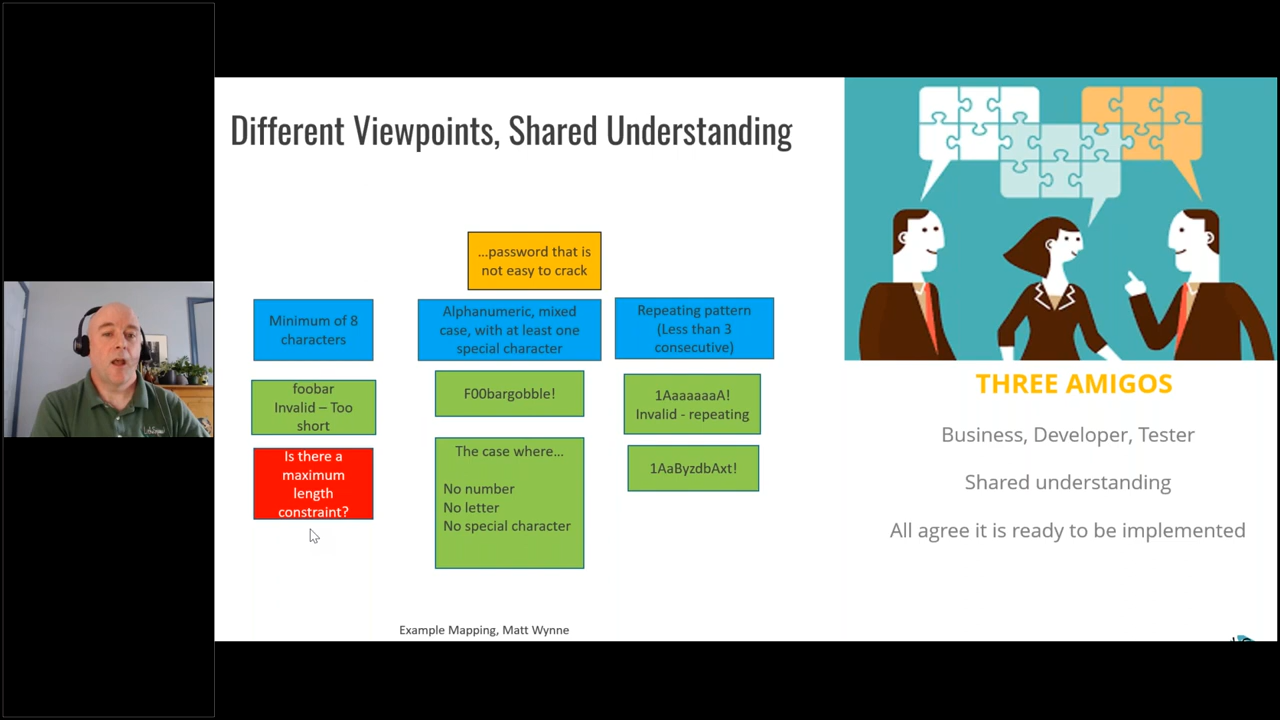 Different Viewpoints, Shared Understanding
...password that is
not easy to crack
Minimum of 8
characters
Alphanumeric, mixed
case, with at least one
special character
Repeating pattern
(Less than 3
consecutive)
foobar
Invalid – Too
short
F00bargobble!
1AaaaaaaA!
Invalid - repeating
Is there a
maximum
length
constraint?
The case where...
No number
No letter
No special character
1AaByzdbAxt!
Example Mapping, Matt Wynne
THREE AMIGOS
Business, Developer, Tester
Shared understanding
All agree it is ready to be implemented